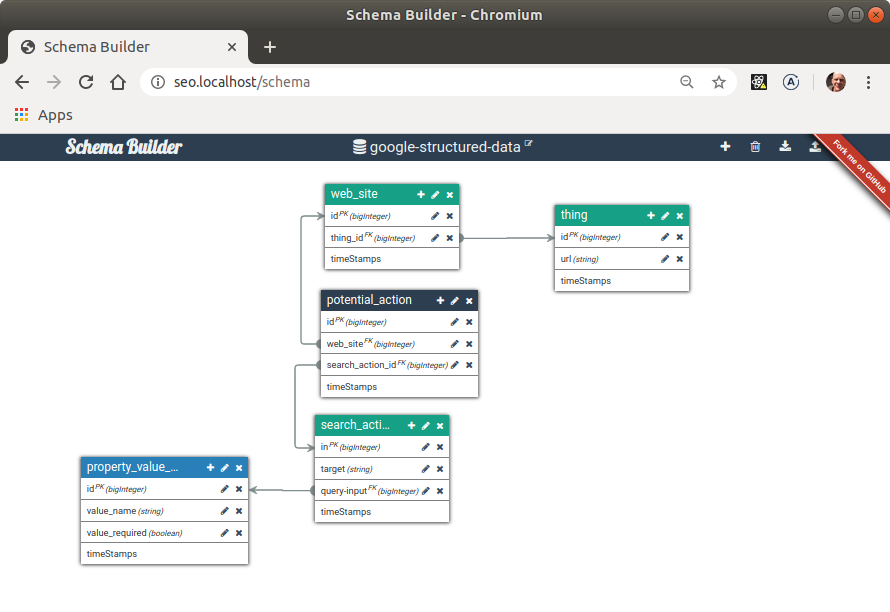 Schema Builder - Chromium
Schema Builder
seo.localhost/schema
Apps
Schema Builder
google-structured-data
Fork me on GitHub
web_site
id PK (bigInteger)
thing_id FK (bigInteger)
timeStamps
thing
id PK (bigInteger)
url (string)
timeStamps
potential_action
id PK (bigInteger)
web_site FK (bigInteger)
search_action_id FK (bigInteger)
timeStamps
search_acti...
in PK (bigInteger)
target (string)
query-input FK (bigInteger)
timeStamps
property_value_...
id PK (bigInteger)
value_name (string)
value_required (boolean)
timeStamps